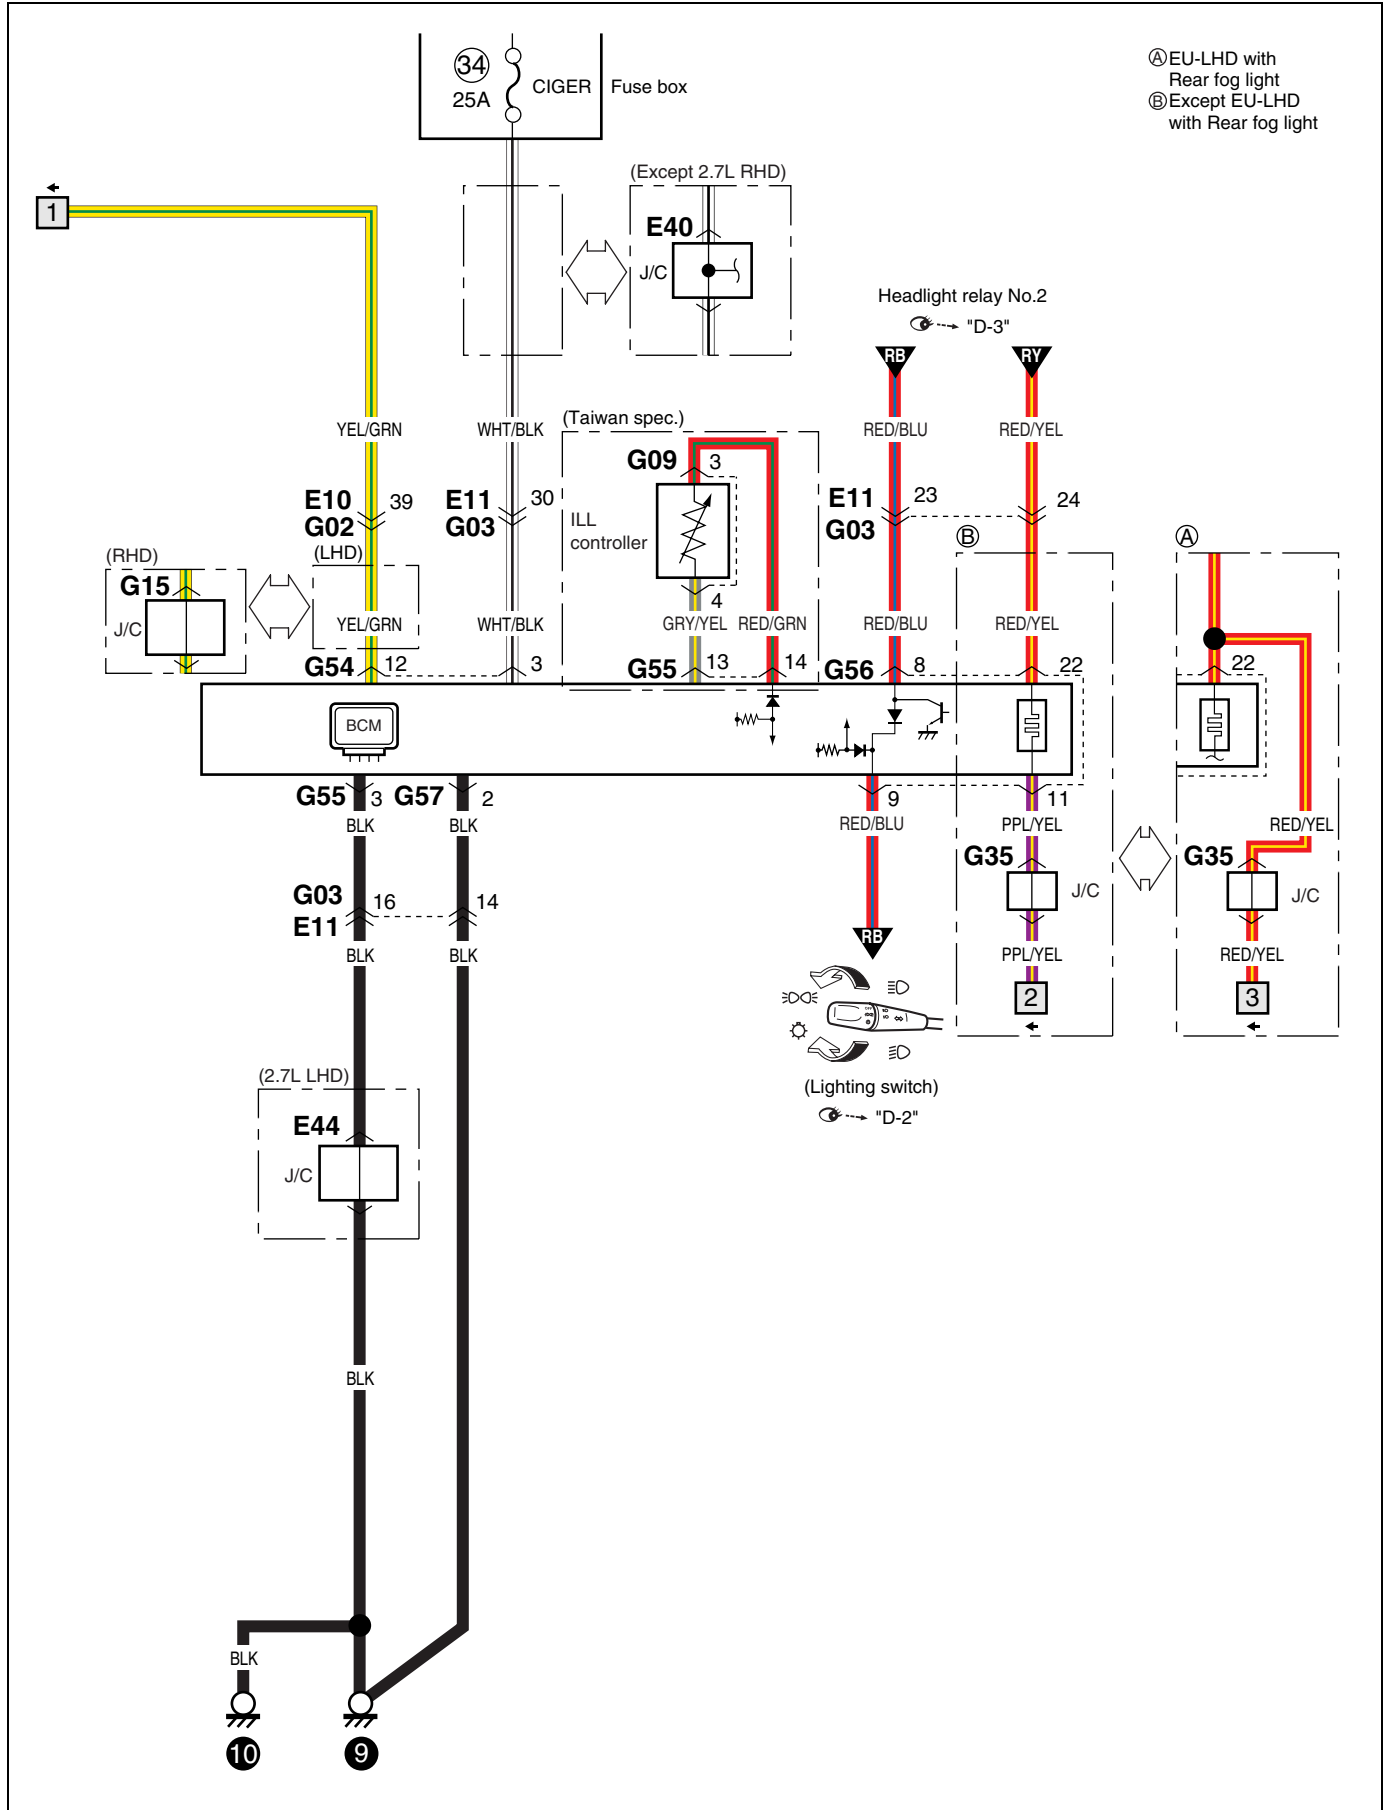 34
25A
CIGER
Fuse box
Ⓐ EU-LHD with
Rear fog light
Ⓑ Except EU-LHD
with Rear fog light
(Except 2.7L RHD)
1
E40
J/C
Headlight relay No.2
"D-3"
RB
RY
(Taiwan spec.)
YEL/GRN
WHT/BLK
RED/BLU
RED/YEL
G09
3
E10
39
G02
E11
30
G03
ILL
controller
E11
23
G03
24
(RHD)
(LHD)
Ⓑ
Ⓐ
G15
J/C
4
YEL/GRN
WHT/BLK
GRY/YEL
RED/GRN
RED/BLU
RED/YEL
G54
12
3
G55
13
14
G56
8
22
22
BCM
G55
3
G57
2
9
11
BLK
BLK
RED/BLU
PPL/YEL
RED/YEL
G35
J/C
G35
J/C
G03
16
14
E11
RB
BLK
BLK
PPL/YEL
RED/YEL
2
3
OFF
(Lighting switch)
"D-2"
(2.7L LHD)
E44
J/C
BLK
BLK
10
9